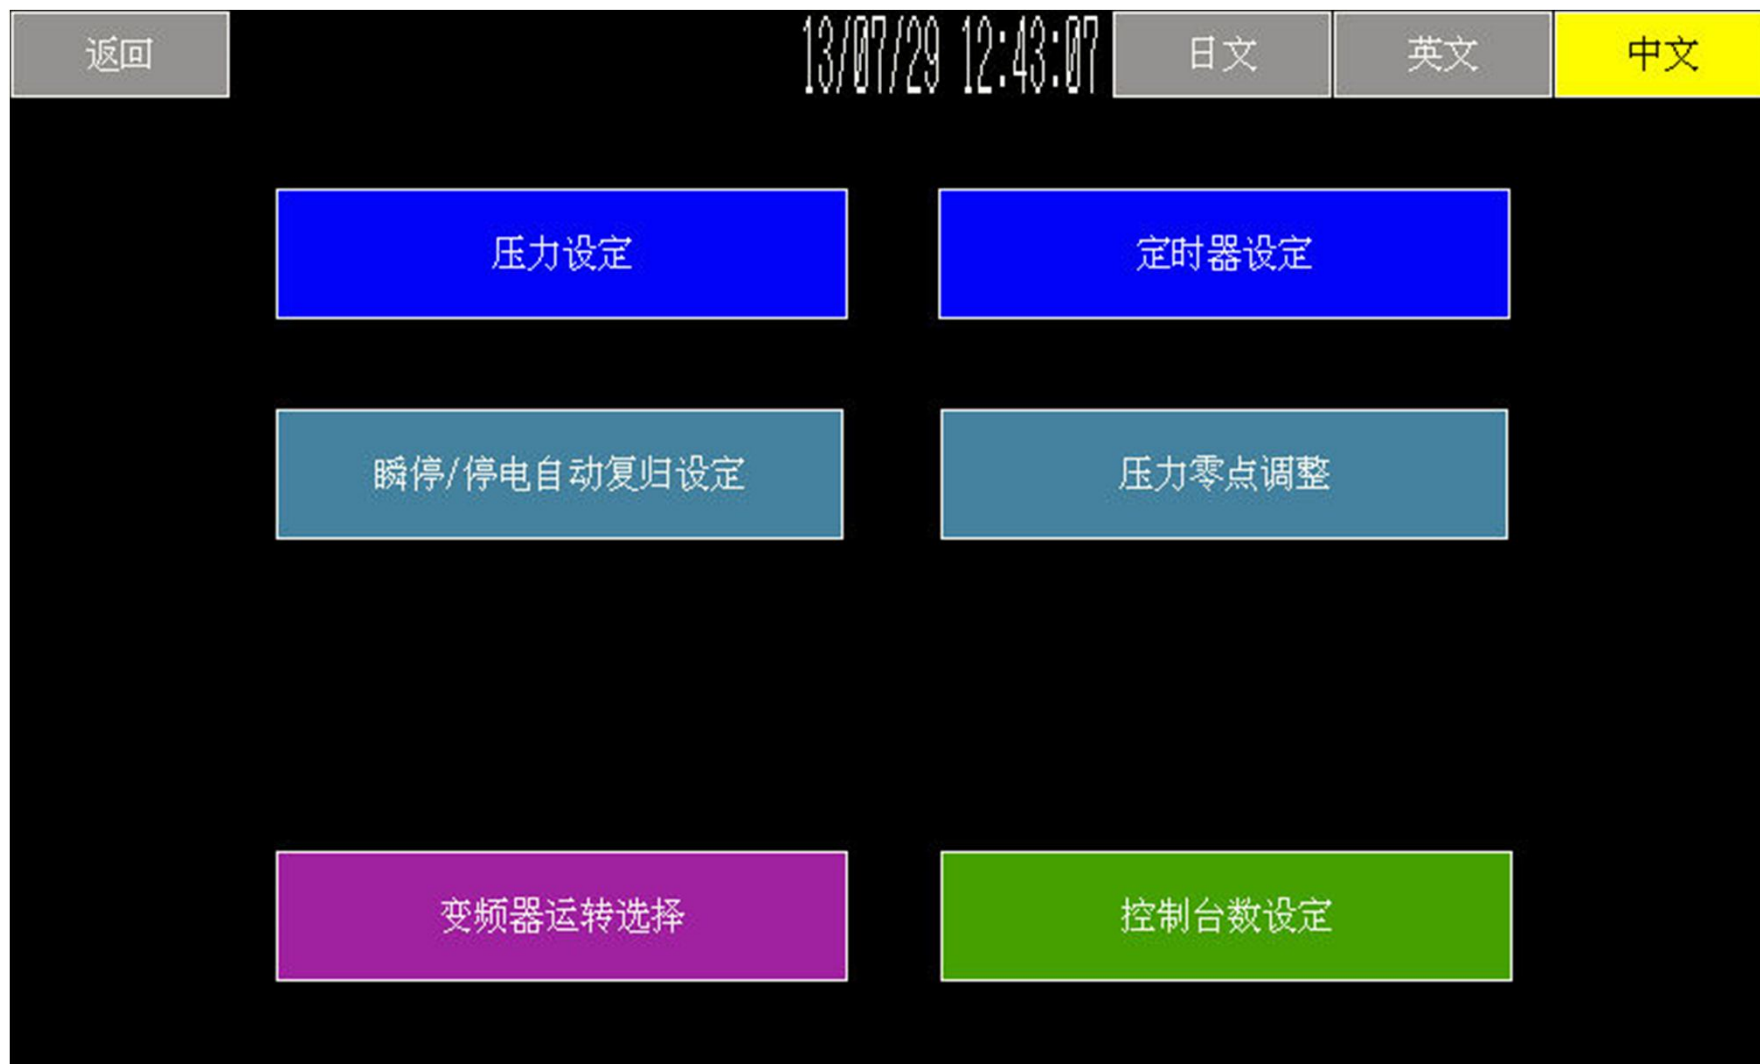 返回 13/07/29 12:43:07 日文 英文 中文
压力设定 定时器设定
瞬停/停电自动复归设定 压力零点调整
变频器运转选择 控制台数设定